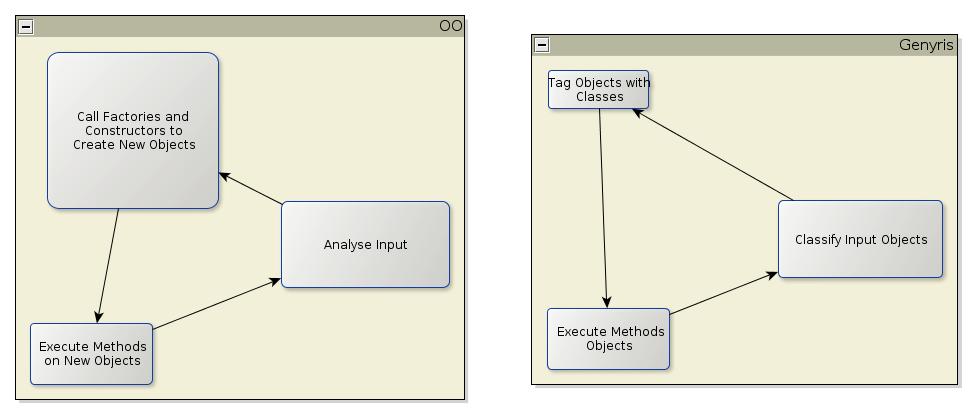 OO
Call Factories and
Constructors to
Create New Objects
Analyse Input
Execute Methods
on New Objects
Genyris
Tag Objects with
Classes
Classify Input Objects
Execute Methods
Objects